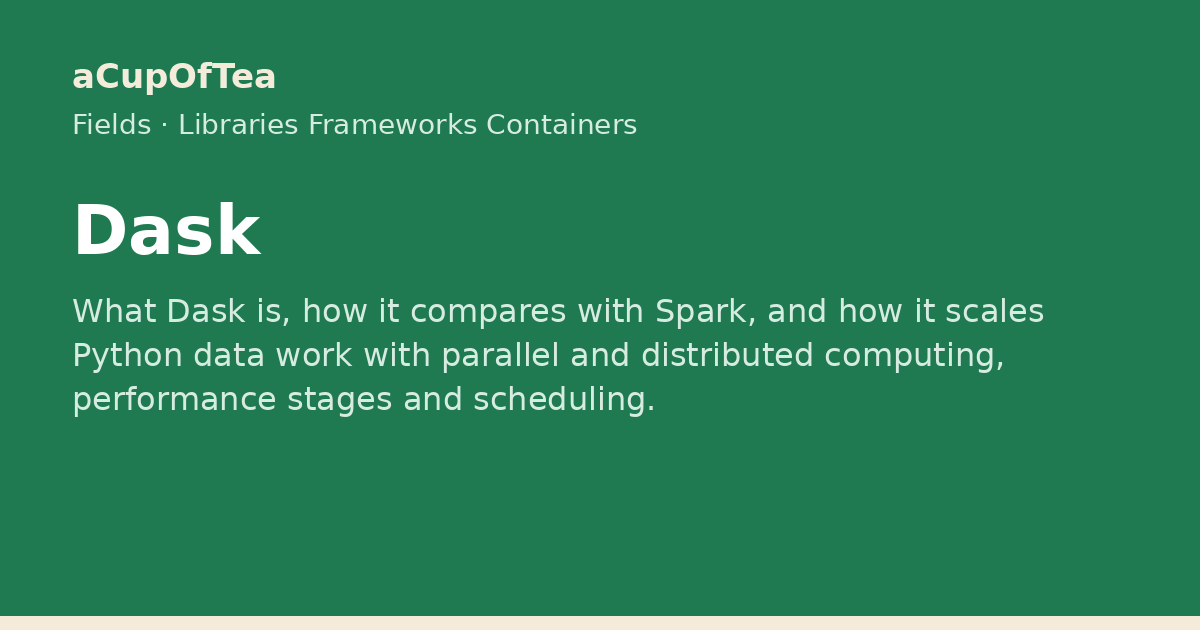 aCupOfTea
Fields · Libraries Frameworks Containers
Dask
What Dask is, how it compares with Spark, and how it scales
Python data work with parallel and distributed computing,
performance stages and scheduling.